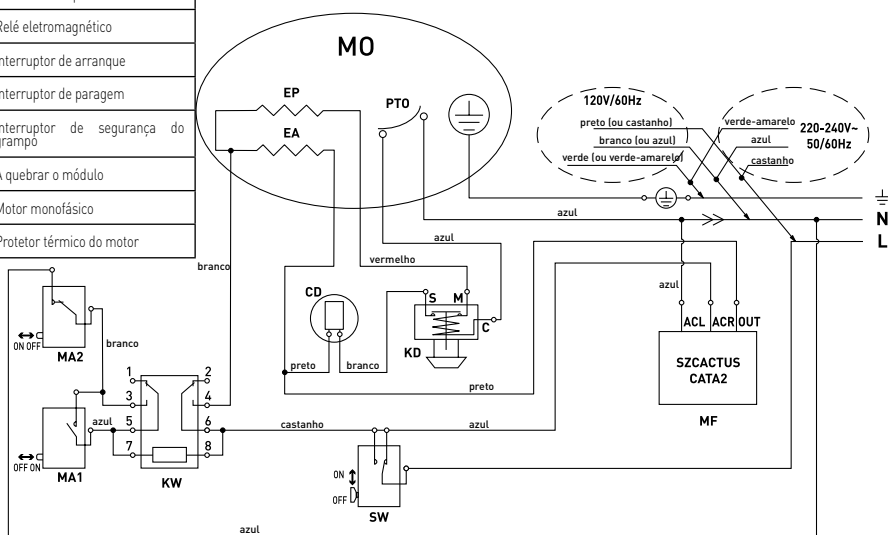 Relé eletromagnético
Interruptor de arranque
Interruptor de paragem
Interruptor de segurança do
grampo
A quebrar o módulo
Motor monofásico
Protetor térmico do motor
MO
EP
EA
PTO
120V/60Hz
preto (ou castanho)
branco (ou azul)
verde (ou verde-amarelo)
verde-amarelo
azul
castanho
220-240V~
50/60Hz
azul
N
L
branco
vermelho
azul
azul
CD
S
M
C
KD
preto
branco
preto
ACL
ACR
OUT
SZCACTUS
CATA2
MF
ON OFF
MA2
branco
1
2
3
4
5
6
7
8
azul
castanho
azul
OFF ON
MA1
KW
ON
OFF
SW
azul